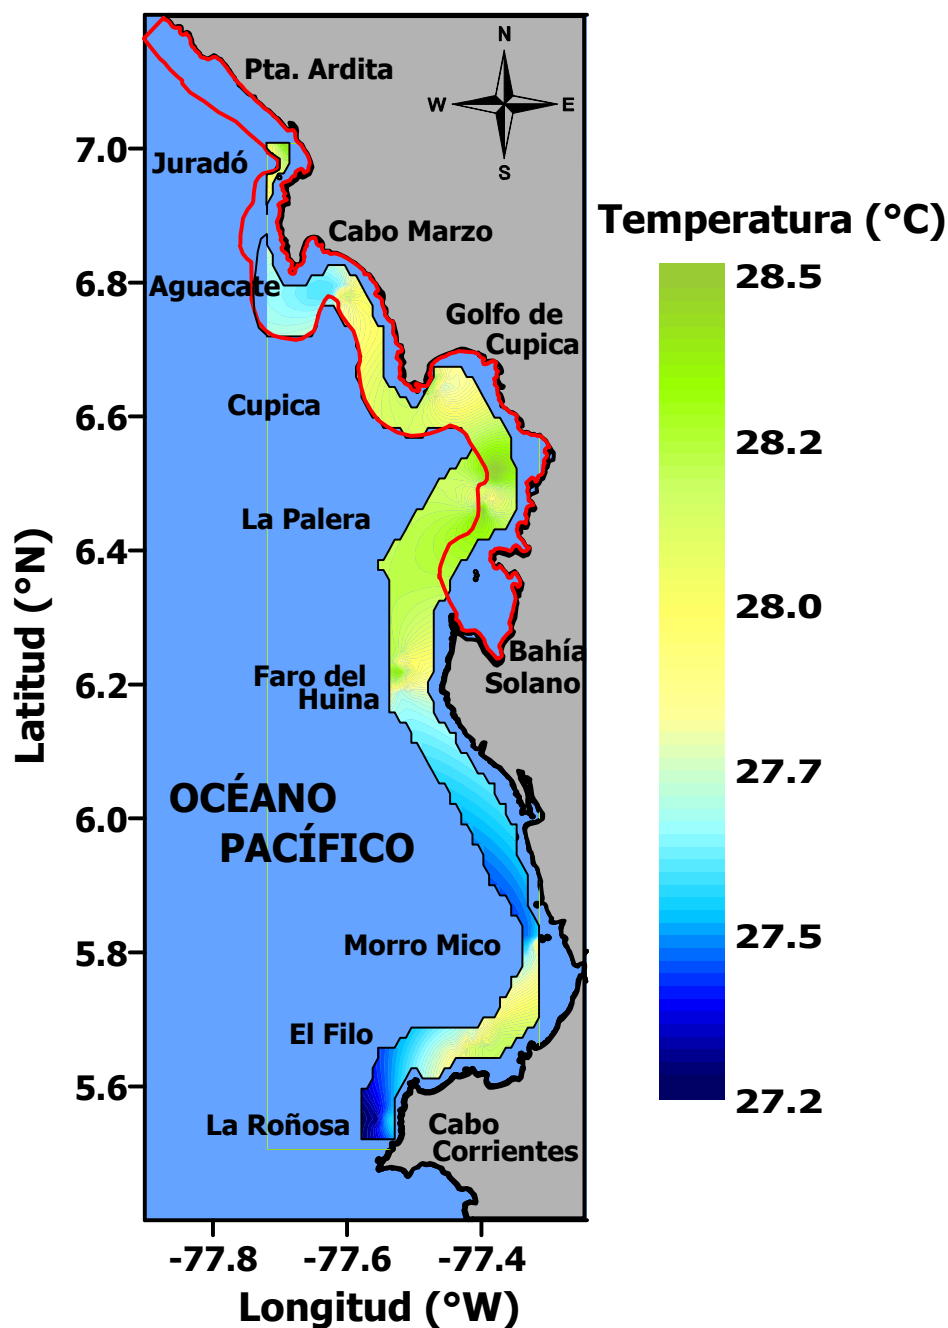 N
W
E
S
Pta. Ardita
7.0
Juradó
Cabo Marzo
Temperatura (°C)
6.8
Aguacate
28.5
Golfo de
Cupica
Cupica
6.6
28.2
La Palera
6.4
28.0
Latitud (°N)
Bahía
Solano
Faro del
Huina
6.2
27.7
OCÉANO
PACÍFICO
6.0
27.5
Morro Mico
5.8
El Filo
5.6
27.2
La Roñosa
Cabo
Corrientes
-77.8
-77.6
-77.4
Longitud (°W)